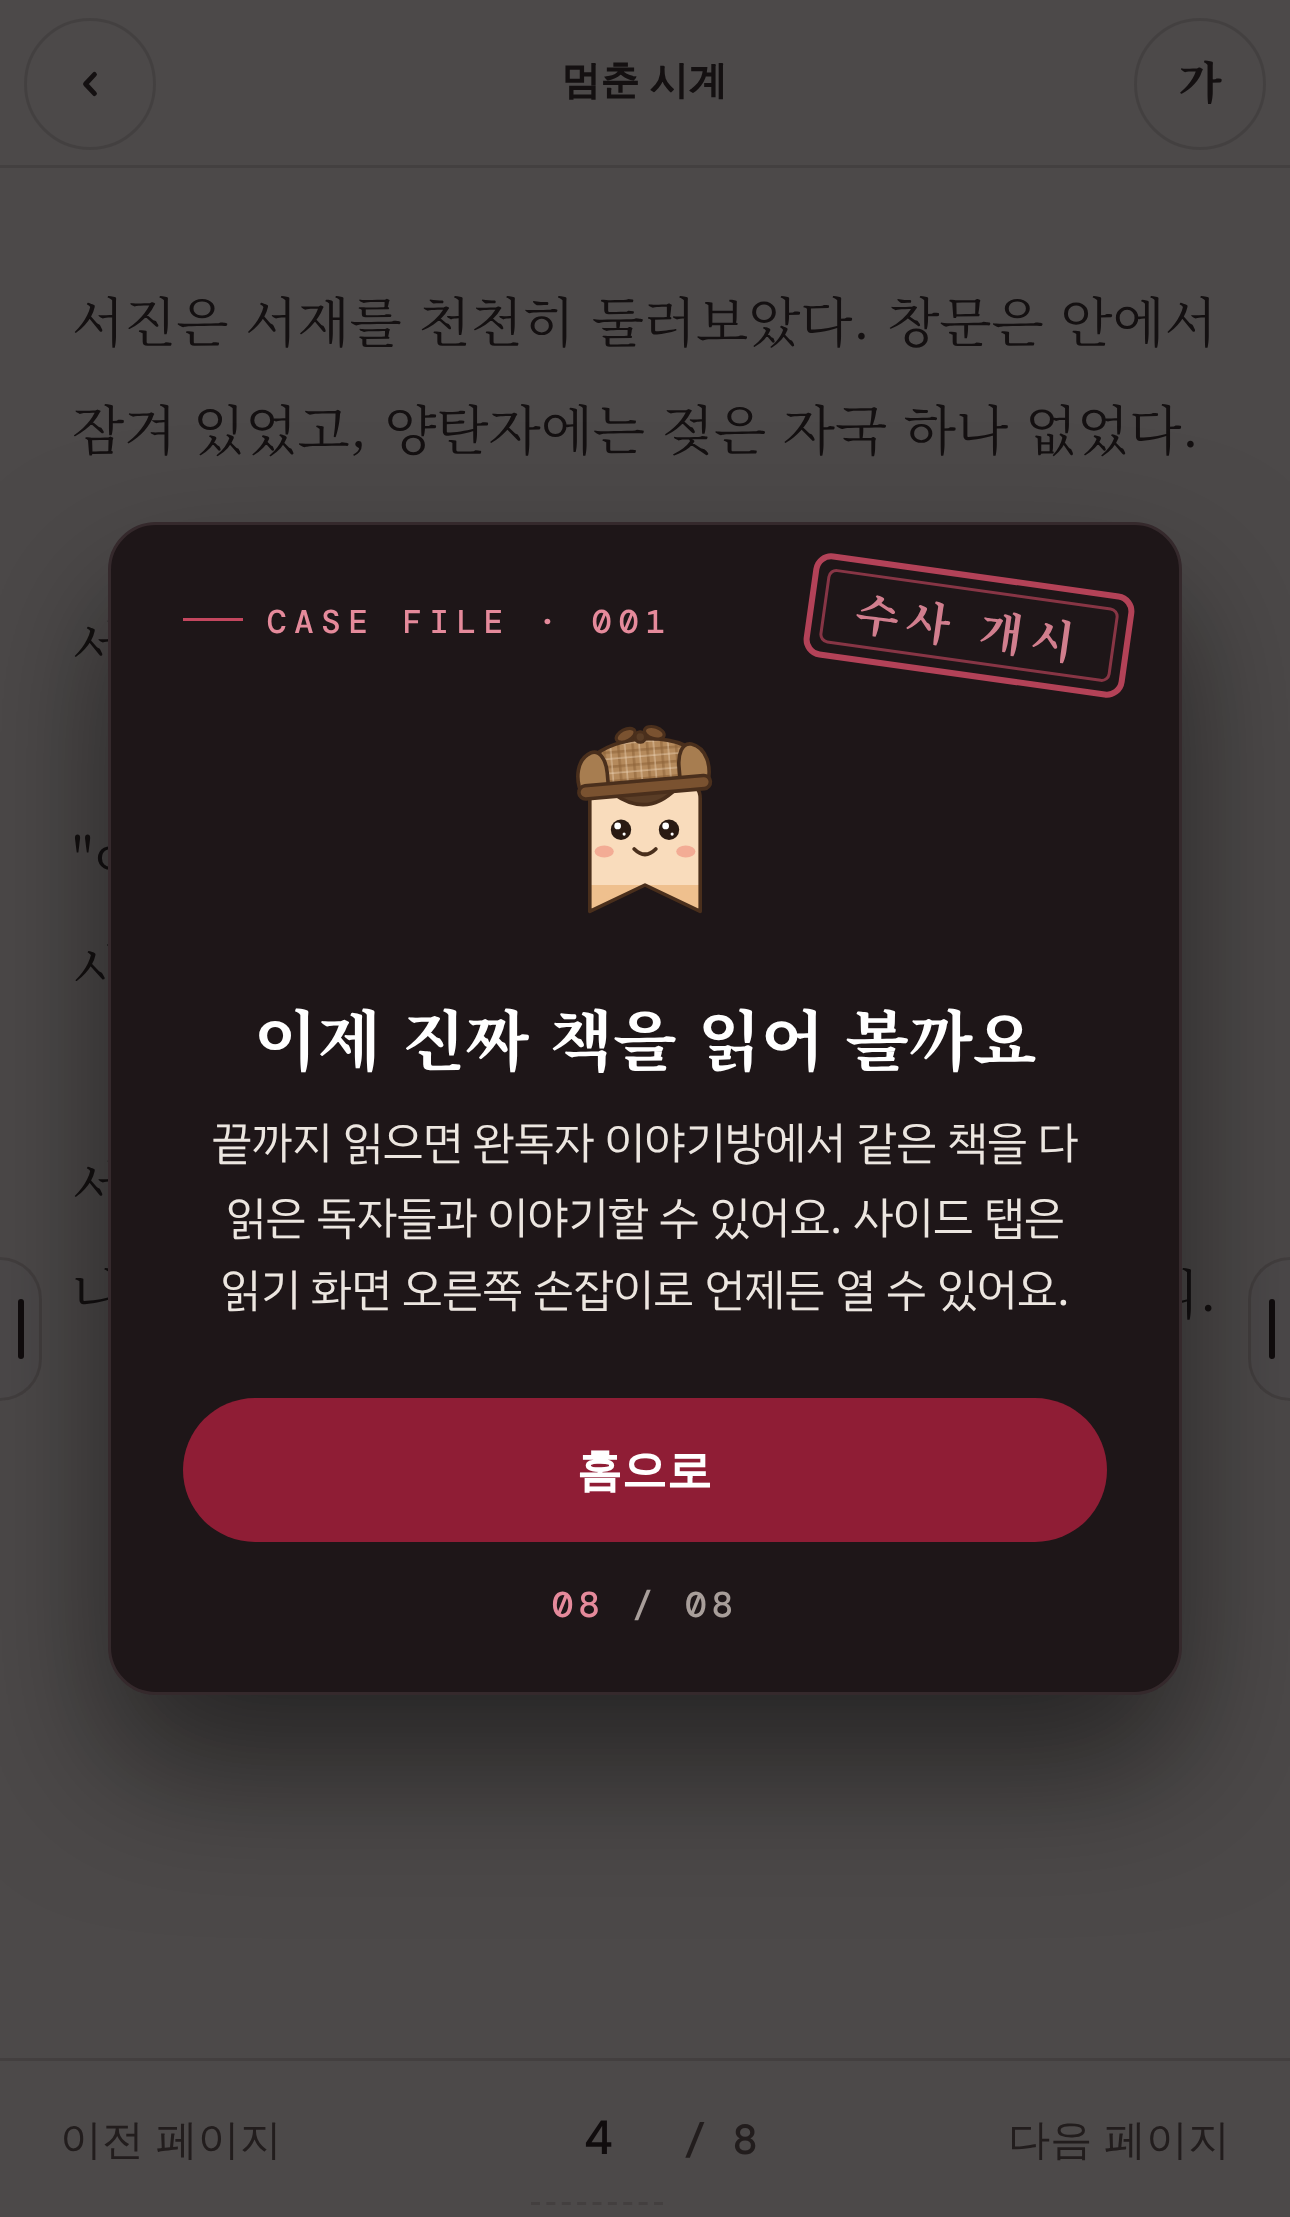 멈춘 시계
가
서진은 서재를 천천히 둘러보았다. 창문은 안에서
잠겨 있었고, 양탄자에는 젖은 자국 하나 없었다.
CASE FILE · 001
수사 개시
이제 진짜 책을 읽어 볼까요
끝까지 읽으면 완독자 이야기방에서 같은 책을 다
읽은 독자들과 이야기할 수 있어요. 사이드 탭은
읽기 화면 오른쪽 손잡이로 언제든 열 수 있어요.
홈으로
08 / 08
이전 페이지
4 / 8
다음 페이지